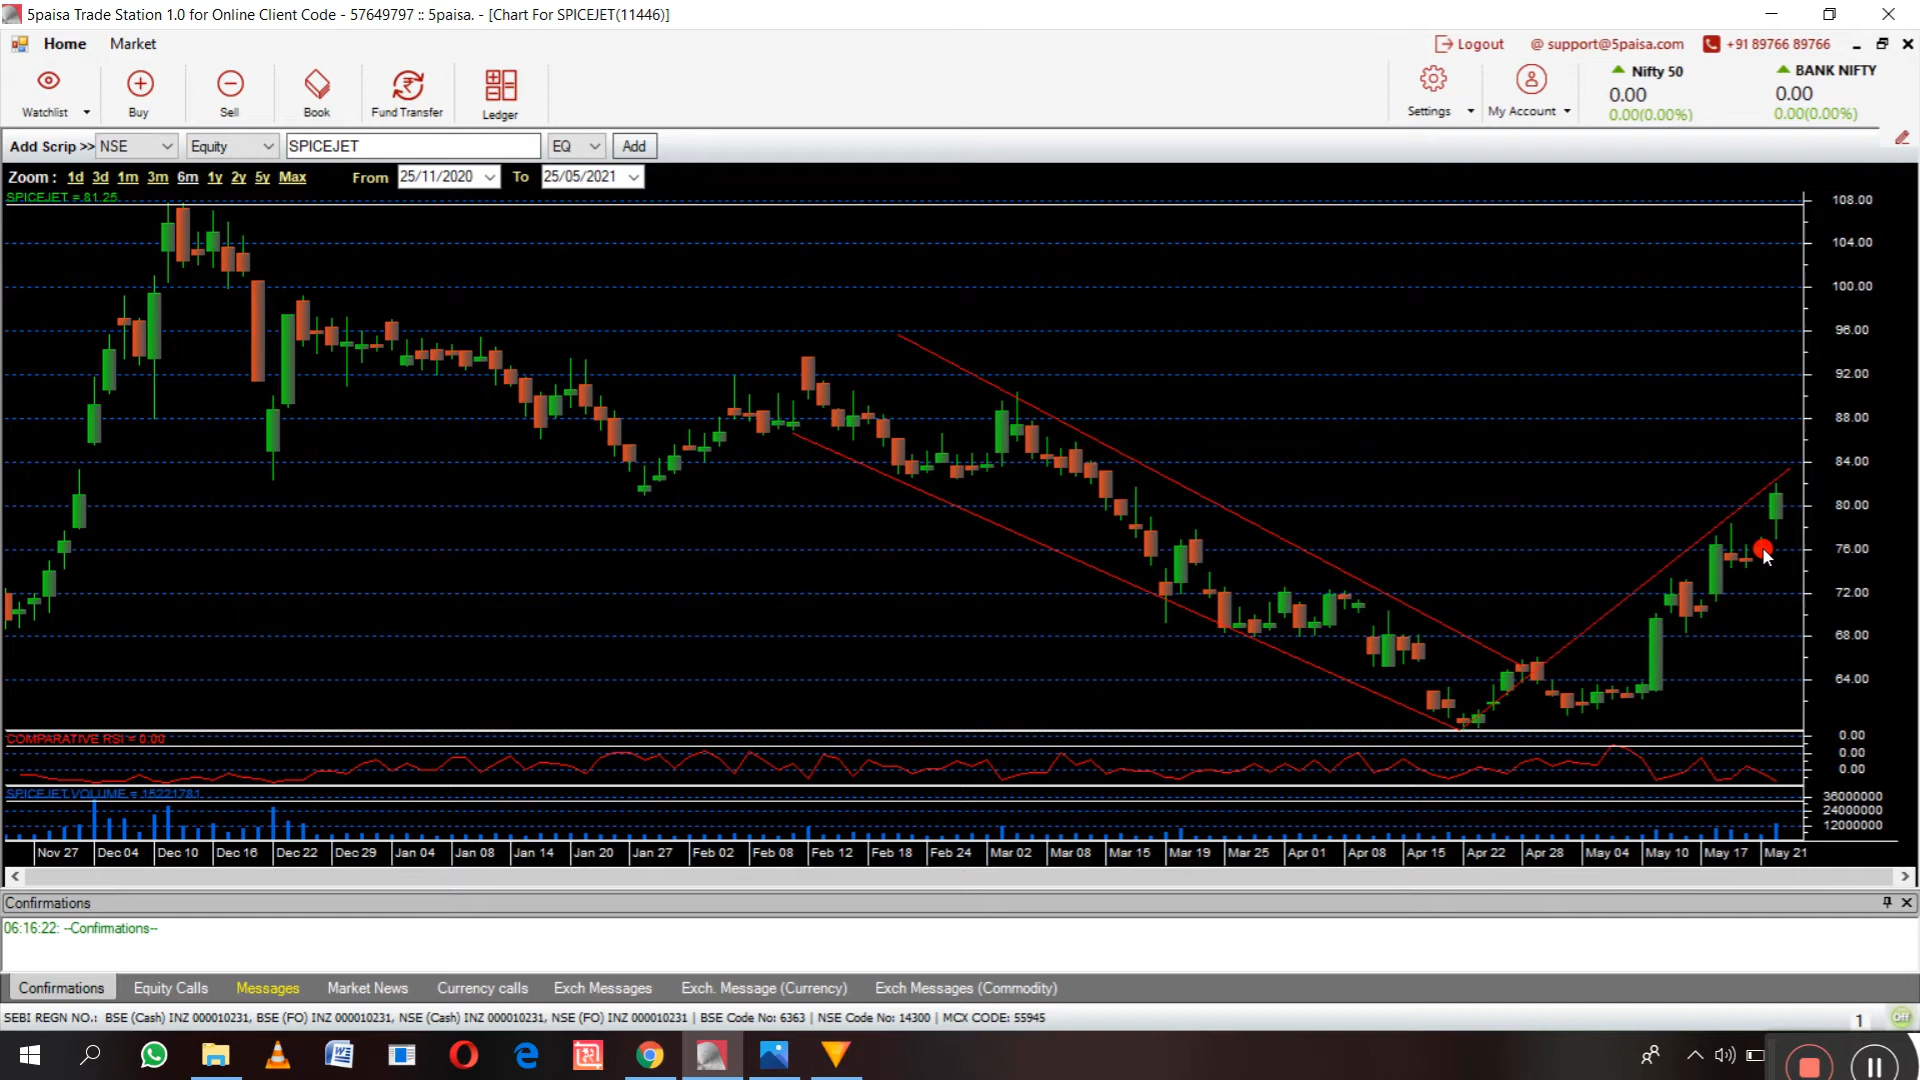 5paisa Trade Station 1.0 for Online Client Code - 57649797 :: 5paisa. - [Chart For SPICEJET(11446)]
Home Market Logout @ support@5paisa.com +91 89766 89766
Nifty 50 BANK NIFTY
0.00 0.00
0.00(0.00%) 0.00(0.00%)
Watchlist Buy Sell Book Fund Transfer Ledger Settings My Account
Add Scrip >> NSE Equity SPICEJET EQ Add
Zoom : 1d 3d 1m 3m 6m 1y 2y 5y Max From 25/11/2020 To 25/05/2021
SPICEJET = 81.25
108.00
104.00
100.00
96.00
92.00
88.00
84.00
80.00
76.00
72.00
68.00
64.00
COMPARATIVE RSI = 0.00
0.00
0.00
0.00
SPICEJET VOLUME = 15221781
36000000
24000000
12000000
Nov 27 Dec 04 Dec 10 Dec 16 Dec 22 Dec 29 Jan 04 Jan 08 Jan 14 Jan 20 Jan 27 Feb 02 Feb 08 Feb 12 Feb 18 Feb 24 Mar 02 Mar 08 Mar 15 Mar 19 Mar 25 Apr 01 Apr 08 Apr 15 Apr 22 Apr 28 May 04 May 10 May 17 May 21
Confirmations
06:16:22: --Confirmations--
Confirmations Equity Calls Messages Market News Currency calls Exch Messages Exch. Message (Currency) Exch Messages (Commodity)
SEBI REGN NO.: BSE (Cash) INZ 000010231, BSE (FO) INZ 000010231, NSE (Cash) INZ 000010231, NSE (FO) INZ 000010231 | BSE Code No: 6363 | NSE Code No: 14300 | MCX CODE: 55945
1 Off